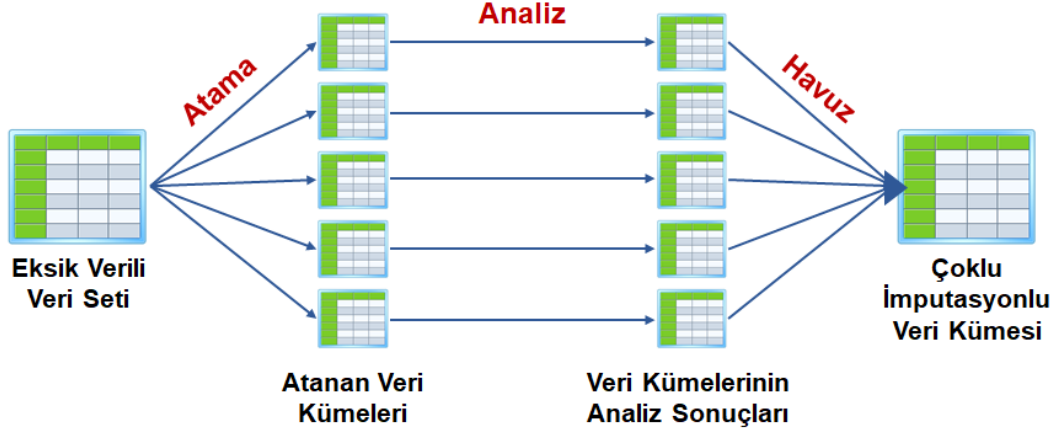 Analiz
Atama
Havuz
Eksik Verili
Veri Seti
Atanan Veri
Kümeleri
Veri Kümelerinin
Analiz Sonuçları
Çoklu
İmputasyonlu
Veri Kümesi